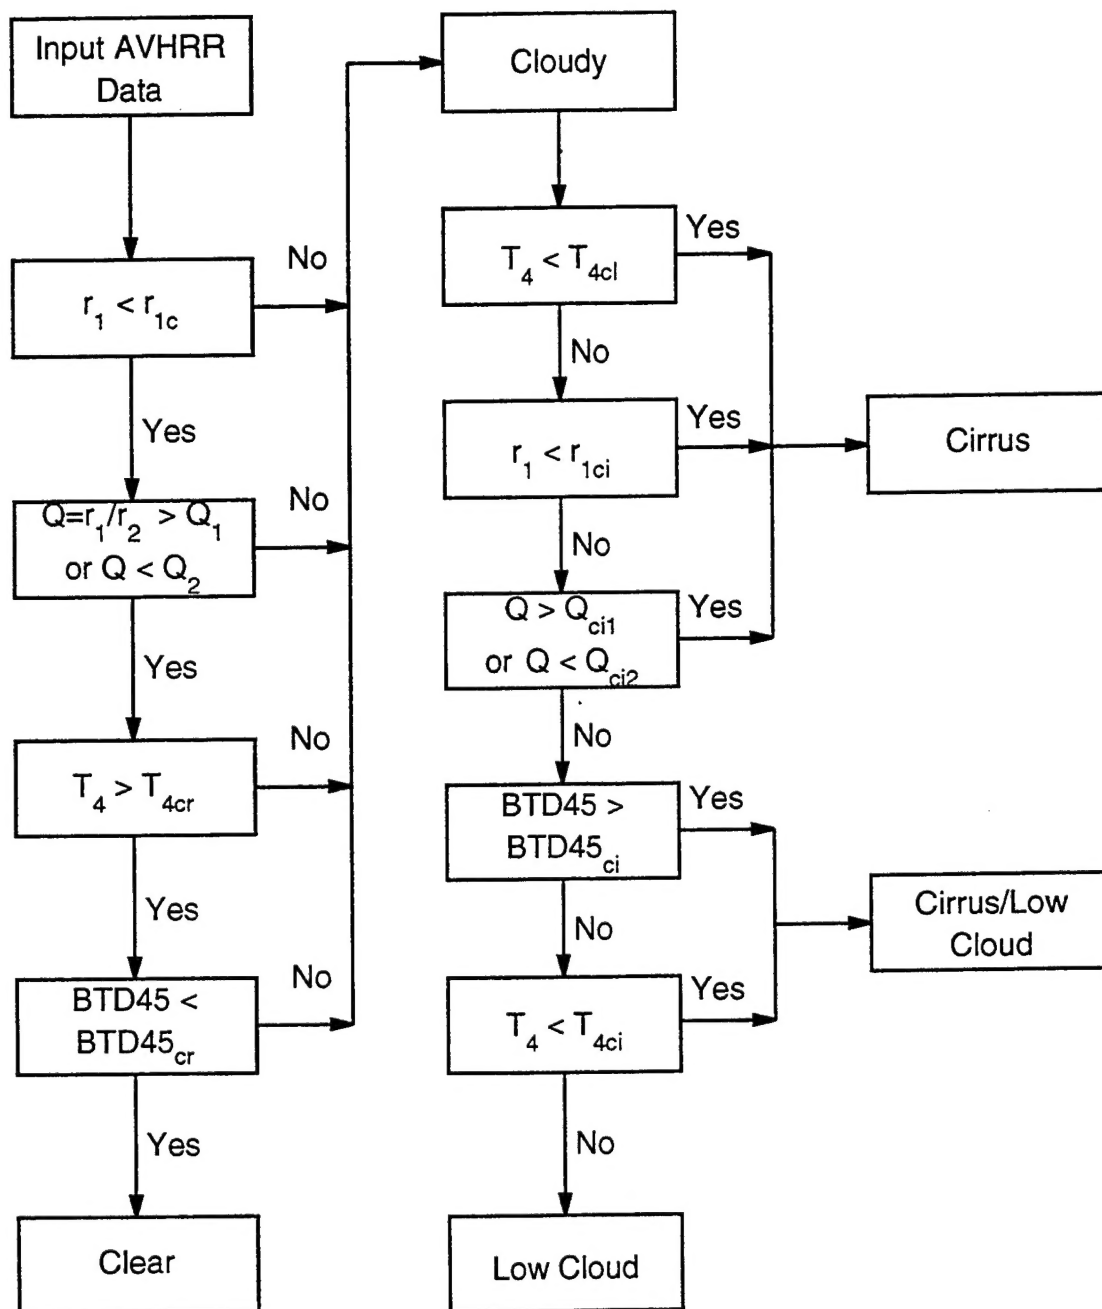 Input AVHRR
Data
No
r₁ < r₁c
Yes
Q=r₁/r₂ > Q₁
or Q < Q₂
No
Yes
T₄ > T₄cr
No
Yes
BTD45 <
BTD45cr
No
Yes
Clear
Cloudy
T₄ < T₄cl
Yes
No
r₁ < r₁ci
Yes
No
Q > Qci1
or Q < Qci2
Yes
No
BTD45 >
BTD45ci
Yes
No
T₄ < T₄ci
Yes
No
Low Cloud
Cirrus
Cirrus/Low
Cloud